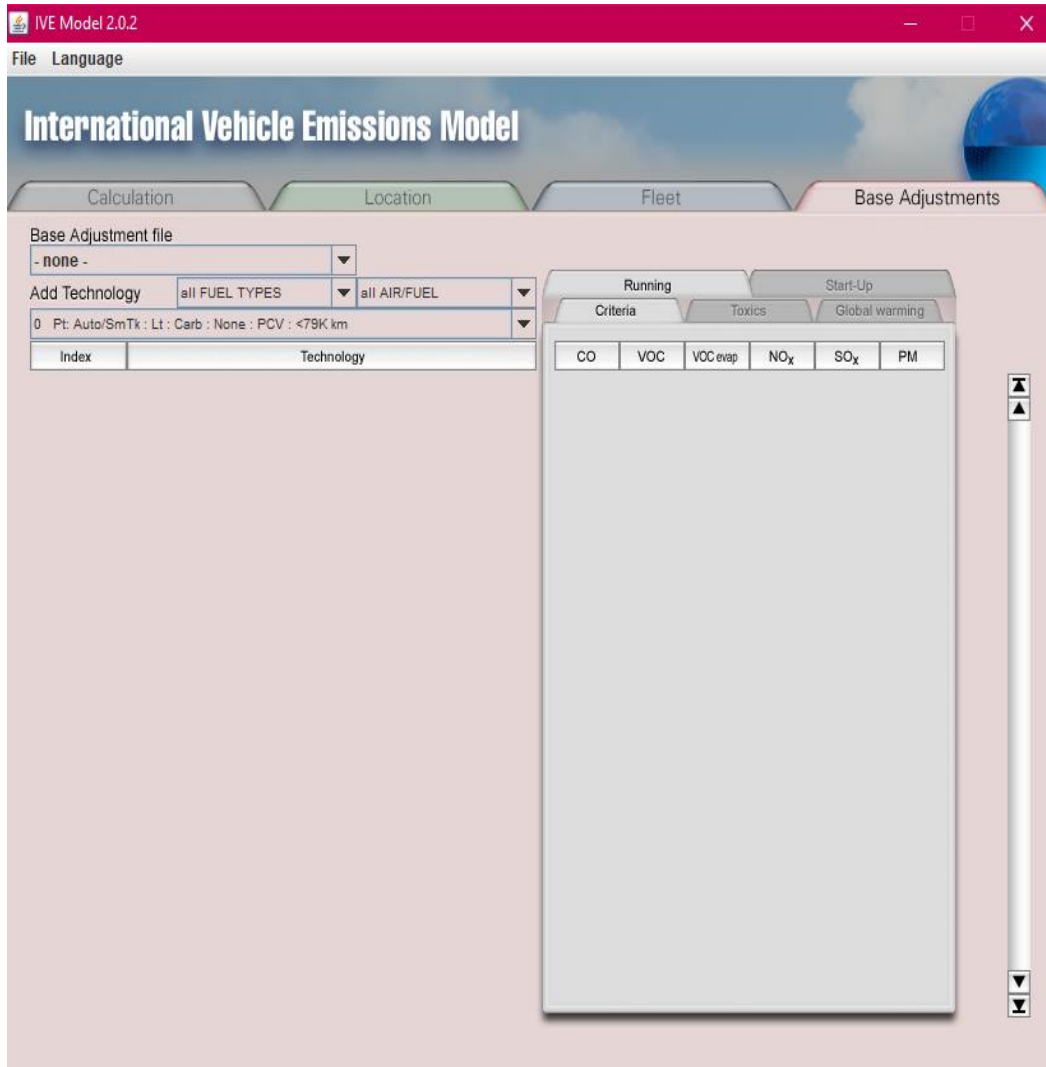 IVE Model 2.0.2
File Language
International Vehicle Emissions Model
Calculation Location Fleet Base Adjustments
Base Adjustment file
- none -
Add Technology all FUEL TYPES all AIR/FUEL
0 Pt: Auto/SmTk : Lt : Carb : None : PCV : <79K km
Index Technology
Running Start-Up
Criteria Toxics Global warming
CO VOC VOC evap NOx SOx PM